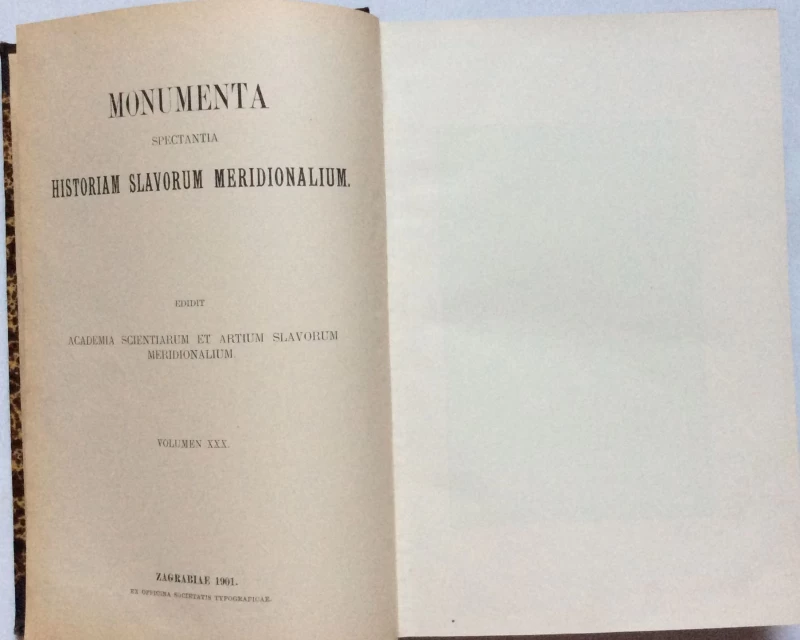 MONUMENTA
SPECTANTIA
HISTORIAM SLAVORUM MERIDIONALIUM.
EDIDIT
ACADEMIA SCIENTIARUM ET ARTIUM SLAVORUM
MERIDIONALIUM.
VOLUMEN XXX.
ZAGRABIAE 1901.
EX OFFICINA SOCIETATIS TYPOGRAPHICAE.